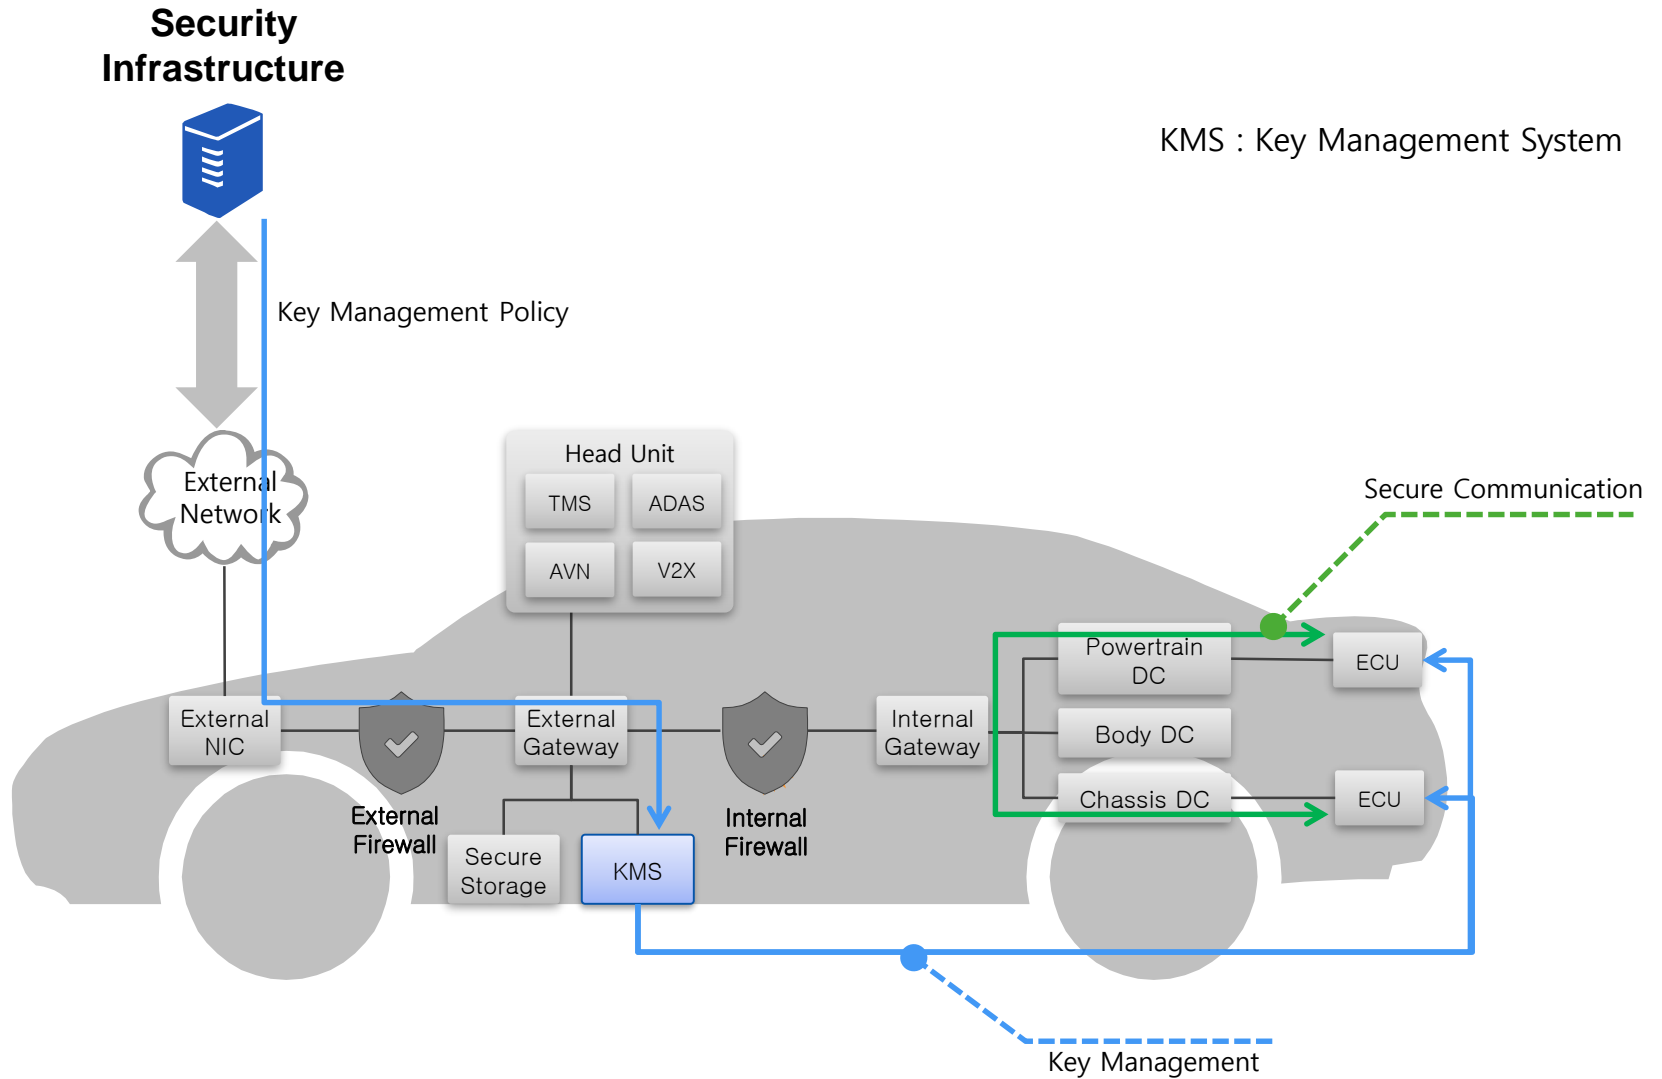 Security
Infrastructure
KMS : Key Management System
Key Management Policy
External
Network
Head Unit
TMS
ADAS
AVN
V2X
Secure Communication
External
NIC
External
Firewall
External
Gateway
Secure
Storage
KMS
Internal
Firewall
Internal
Gateway
Powertrain
DC
Body DC
Chassis DC
ECU
ECU
Key Management